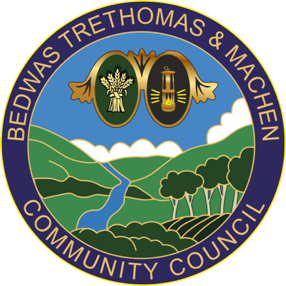 BEDWAS TRETHOMAS & MACHEN
COMMUNITY COUNCIL